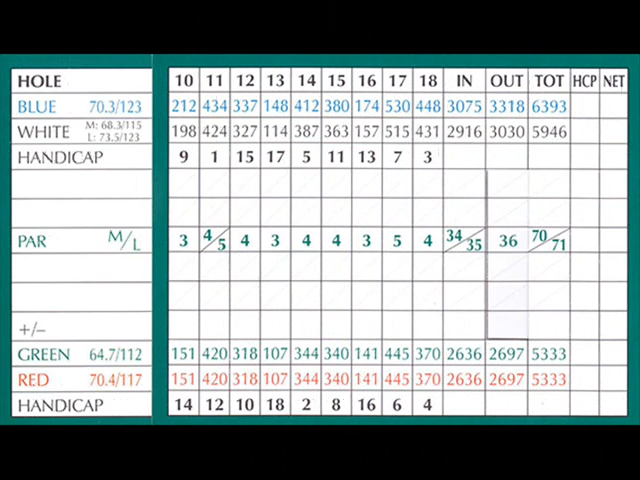 HOLE 10 11 12 13 14 15 16 17 18 IN OUT TOT HCP NET
BLUE 70.3/123 212 434 337 148 412 380 174 530 448 3075 3318 6393
WHITE M: 68.3/115 L: 73.5/123 198 424 327 114 387 363 157 515 431 2916 3030 5946
HANDICAP 9 1 15 17 5 11 13 7 3
PAR M/L 3 4/5 4 3 4 4 3 5 4 34/35 36 70/71
+/–
GREEN 64.7/112 151 420 318 107 344 340 141 445 370 2636 2697 5333
RED 70.4/117 151 420 318 107 344 340 141 445 370 2636 2697 5333
HANDICAP 14 12 10 18 2 8 16 6 4